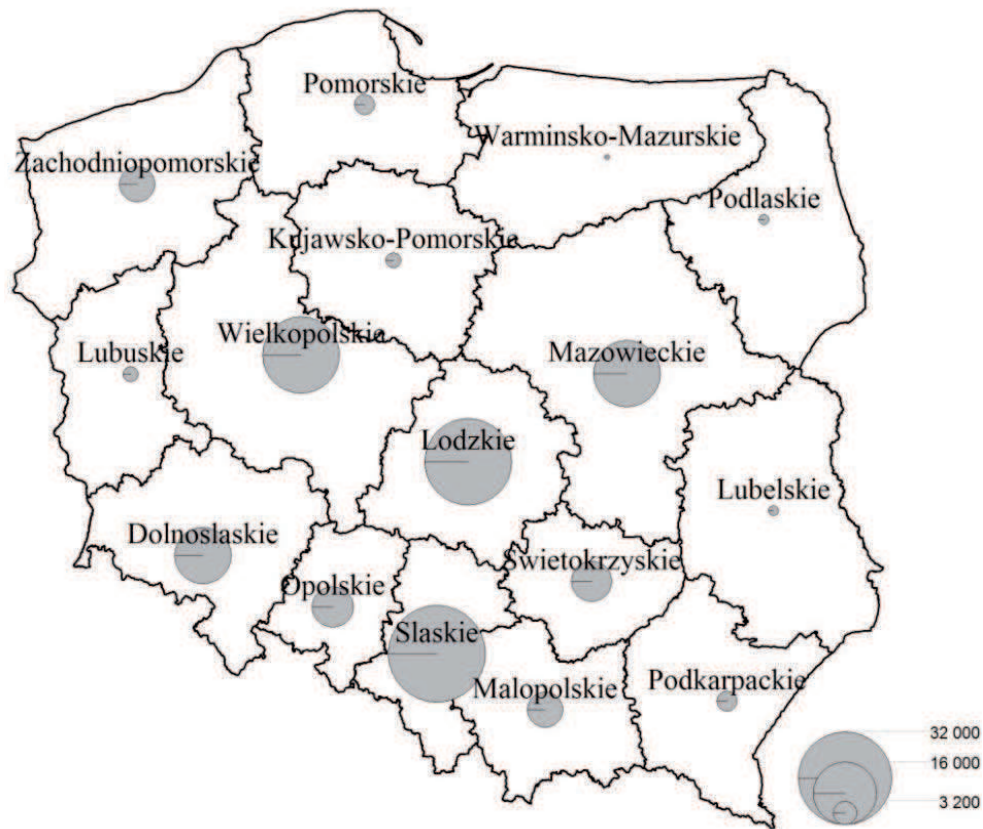 Pomorskie
Warminsko-Mazurskie
Zachodniopomorskie
Podlaskie
Kujawsko-Pomorskie
Wielkopolskie
Mazowieckie
Lubuskie
Lodzkie
Lubelskie
Dolnoslaskie
Swietokrzyskie
Opolskie
Slaskie
Malopolskie
Podkarpackie
32 000
16 000
3 200